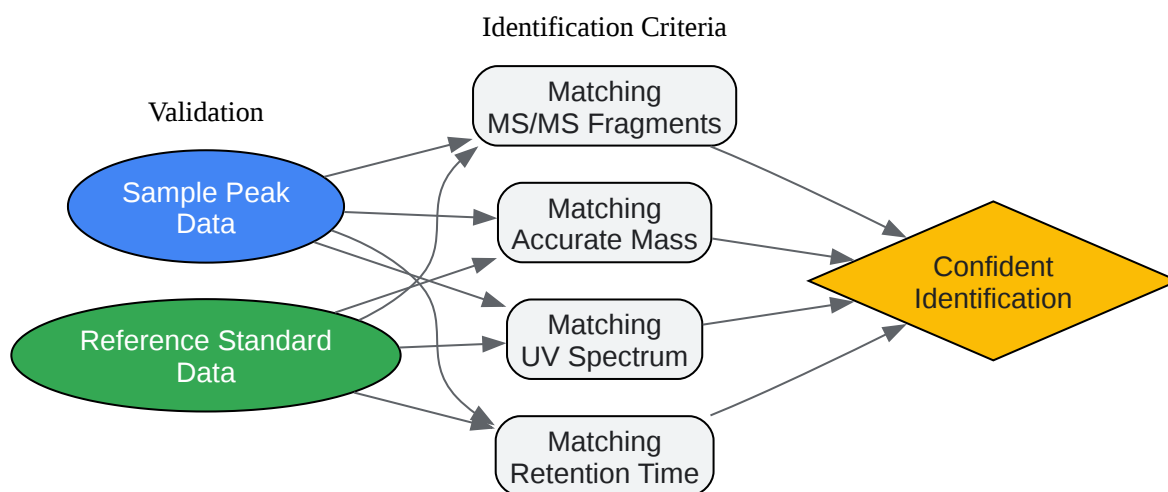 Identification Criteria
Validation
Matching
MS/MS Fragments
Sample Peak
Data
Matching
Accurate Mass
Confident
Identification
Reference Standard
Data
Matching
UV Spectrum
Matching
Retention Time